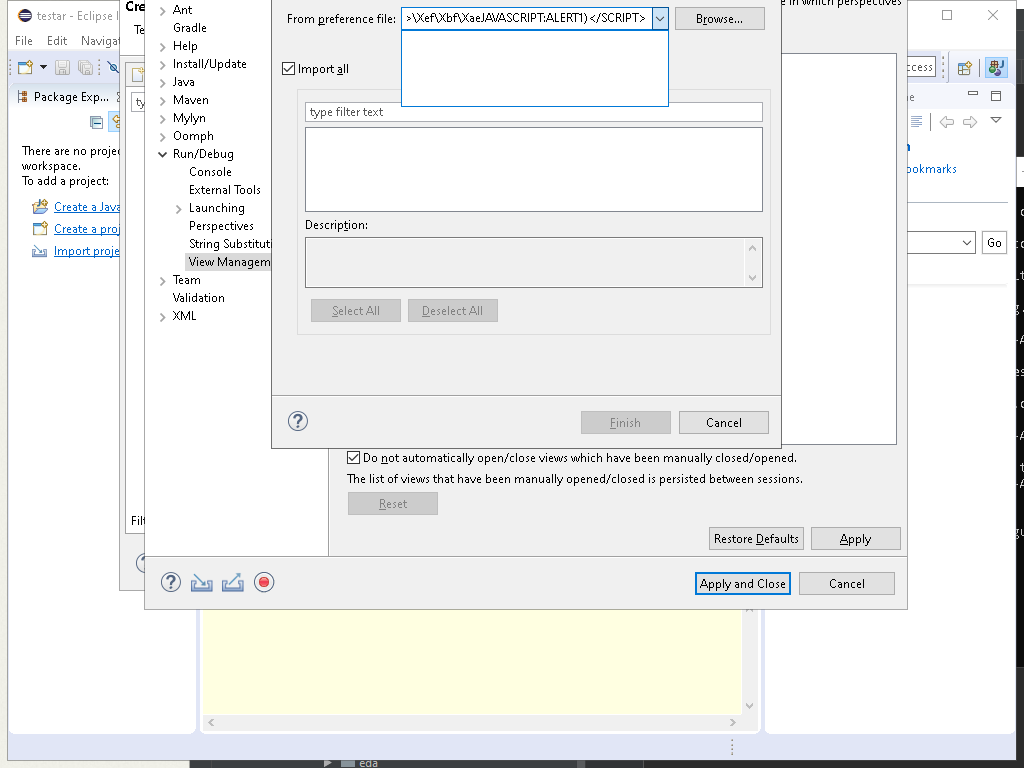 testar - Eclipse I
File Edit Navigat
Package Exp...
There are no projec
workspace.
To add a project:
Create a Java
Create a proj
Import proje
Cre
Te
ty
Filt
Ant
Gradle
Help
Install/Update
Java
Maven
Mylyn
Oomph
Run/Debug
Console
External Tools
Launching
Perspectives
String Substituti
View Managem
Team
Validation
XML
From preference file: >\Xef\Xbf\XaeJAVASCRIPT:ALERT1)</SCRIPT> Browse...
Import all
type filter text
Description:
Select All Deselect All
Finish Cancel
e in which perspectives
Do not automatically open/close views which have been manually closed/opened.
The list of views that have been manually opened/closed is persisted between sessions.
Reset
Restore Defaults Apply
Apply and Close Cancel
cess
ookmarks
Go
eda